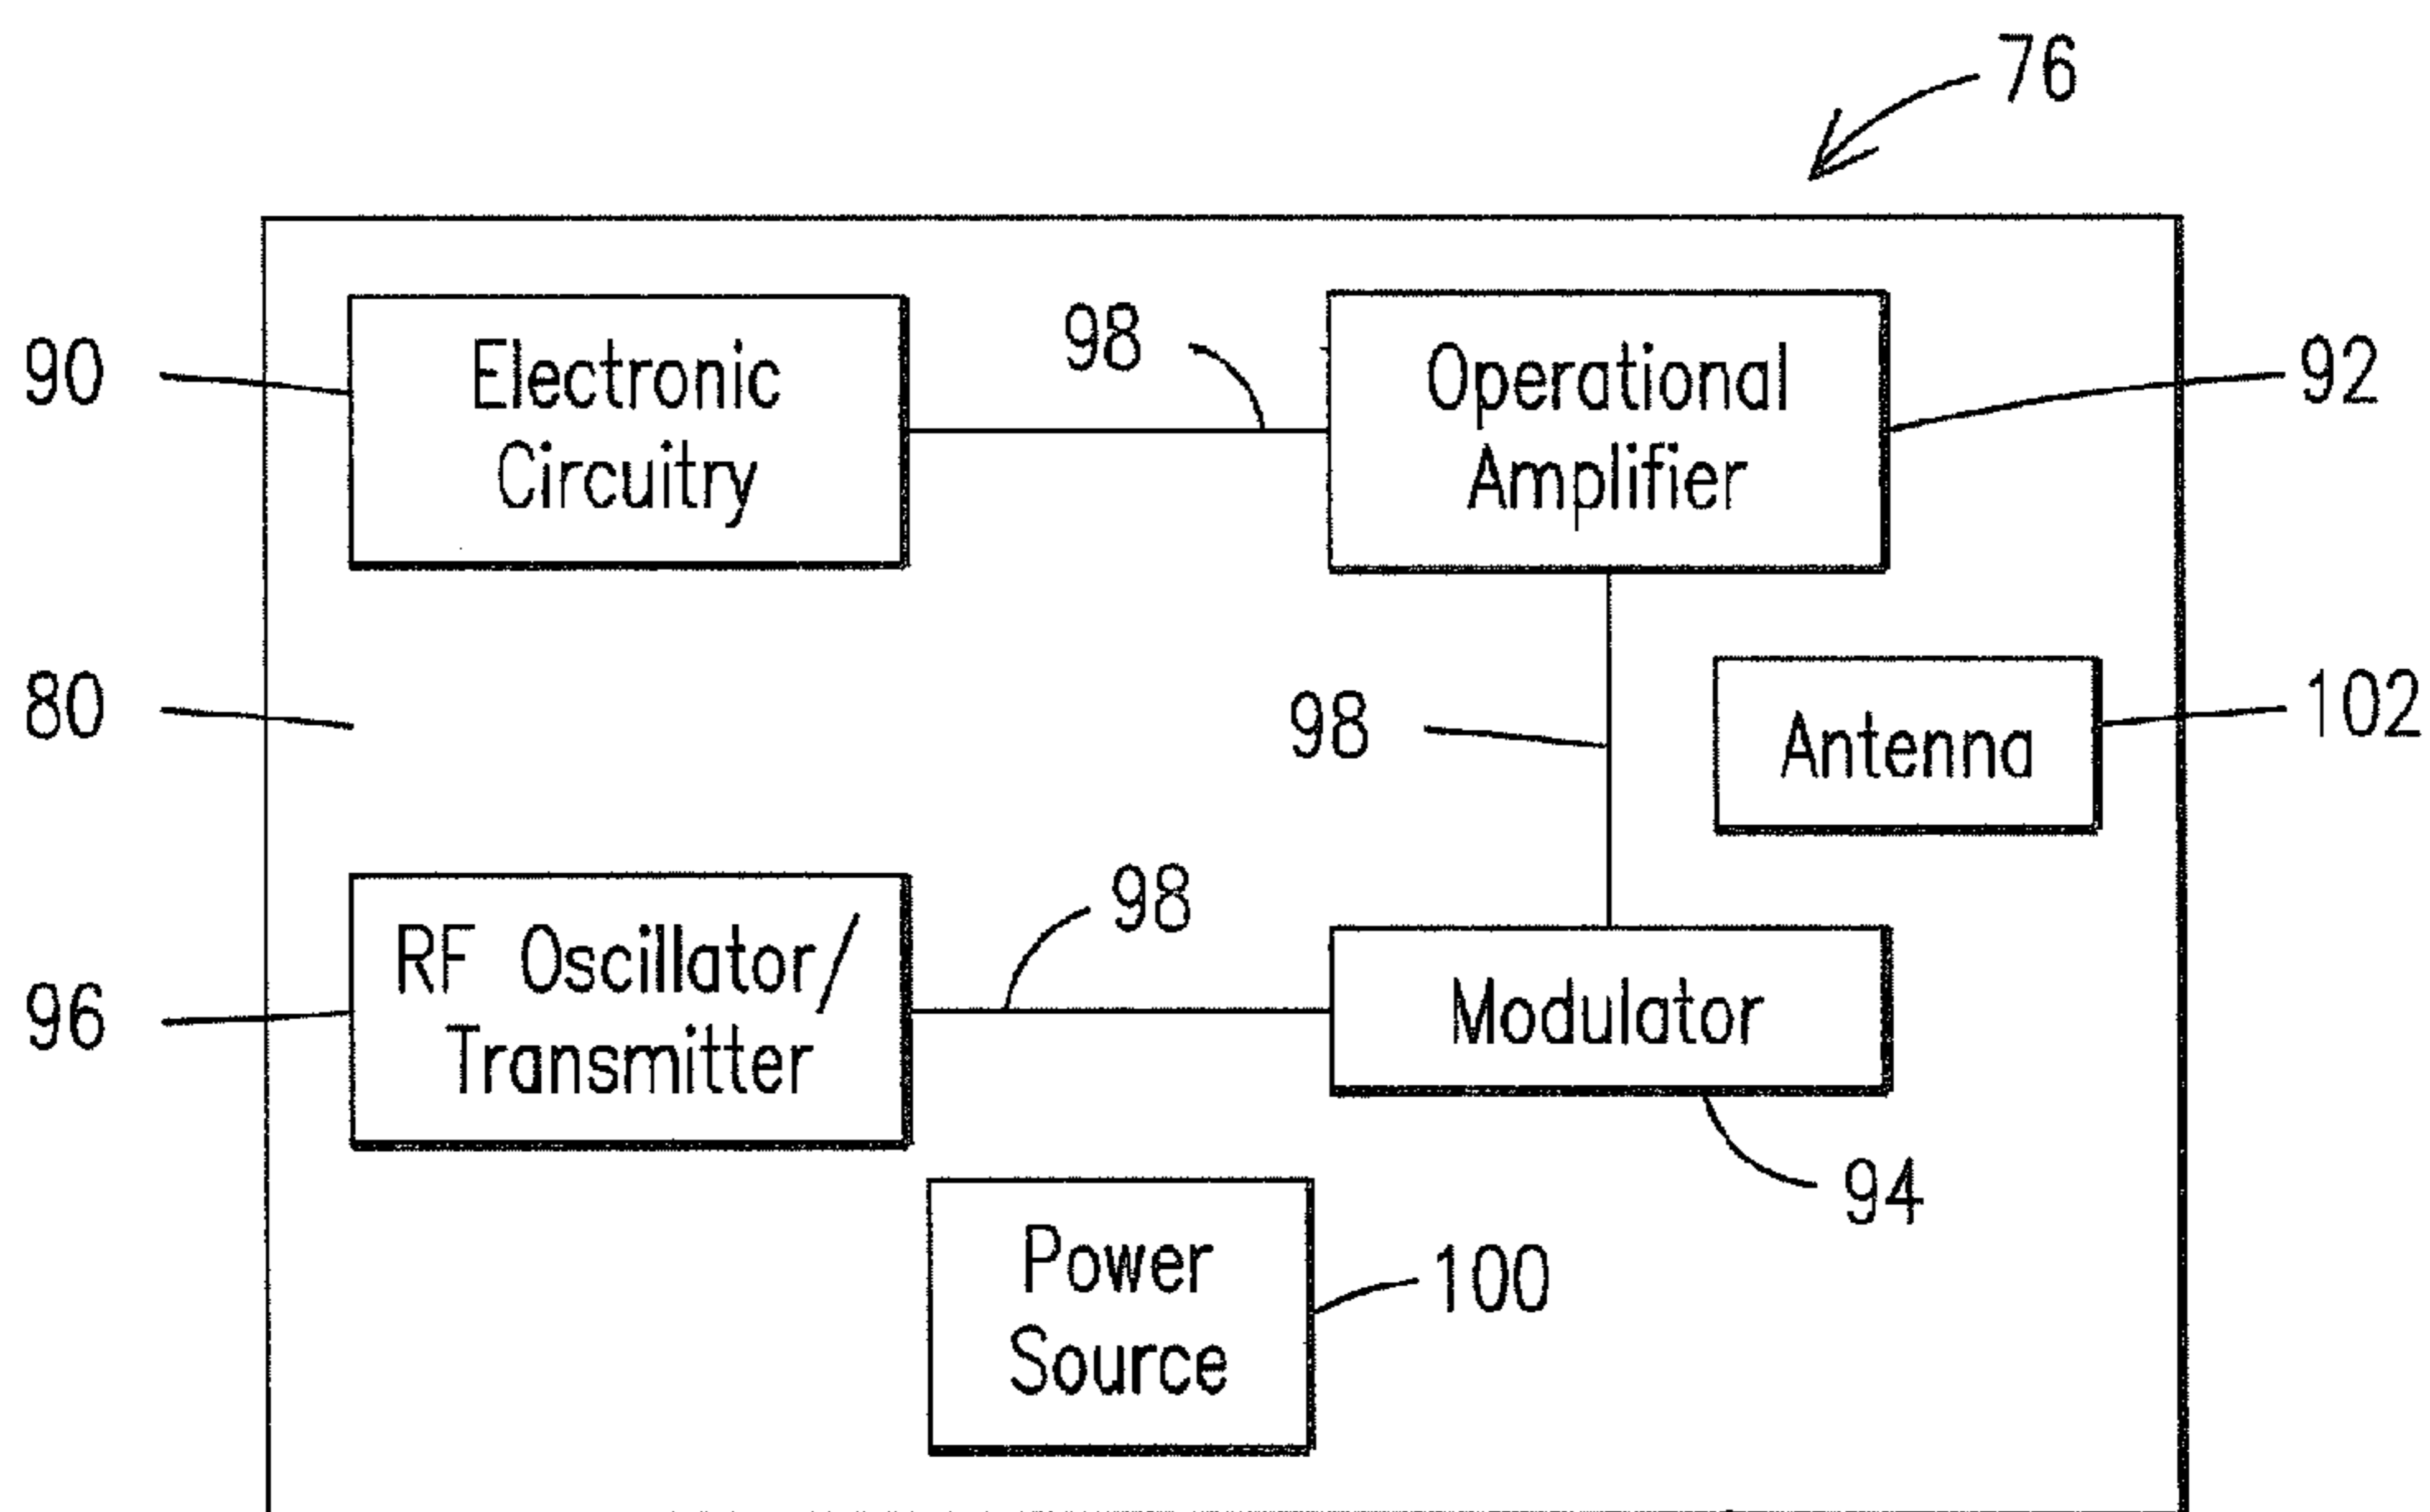 76
90
Electronic
Circuitry
98
Operational
Amplifier
92
80
98
Antenna
102
96
RF Oscillator/
Transmitter
98
Modulator
94
Power
Source
100